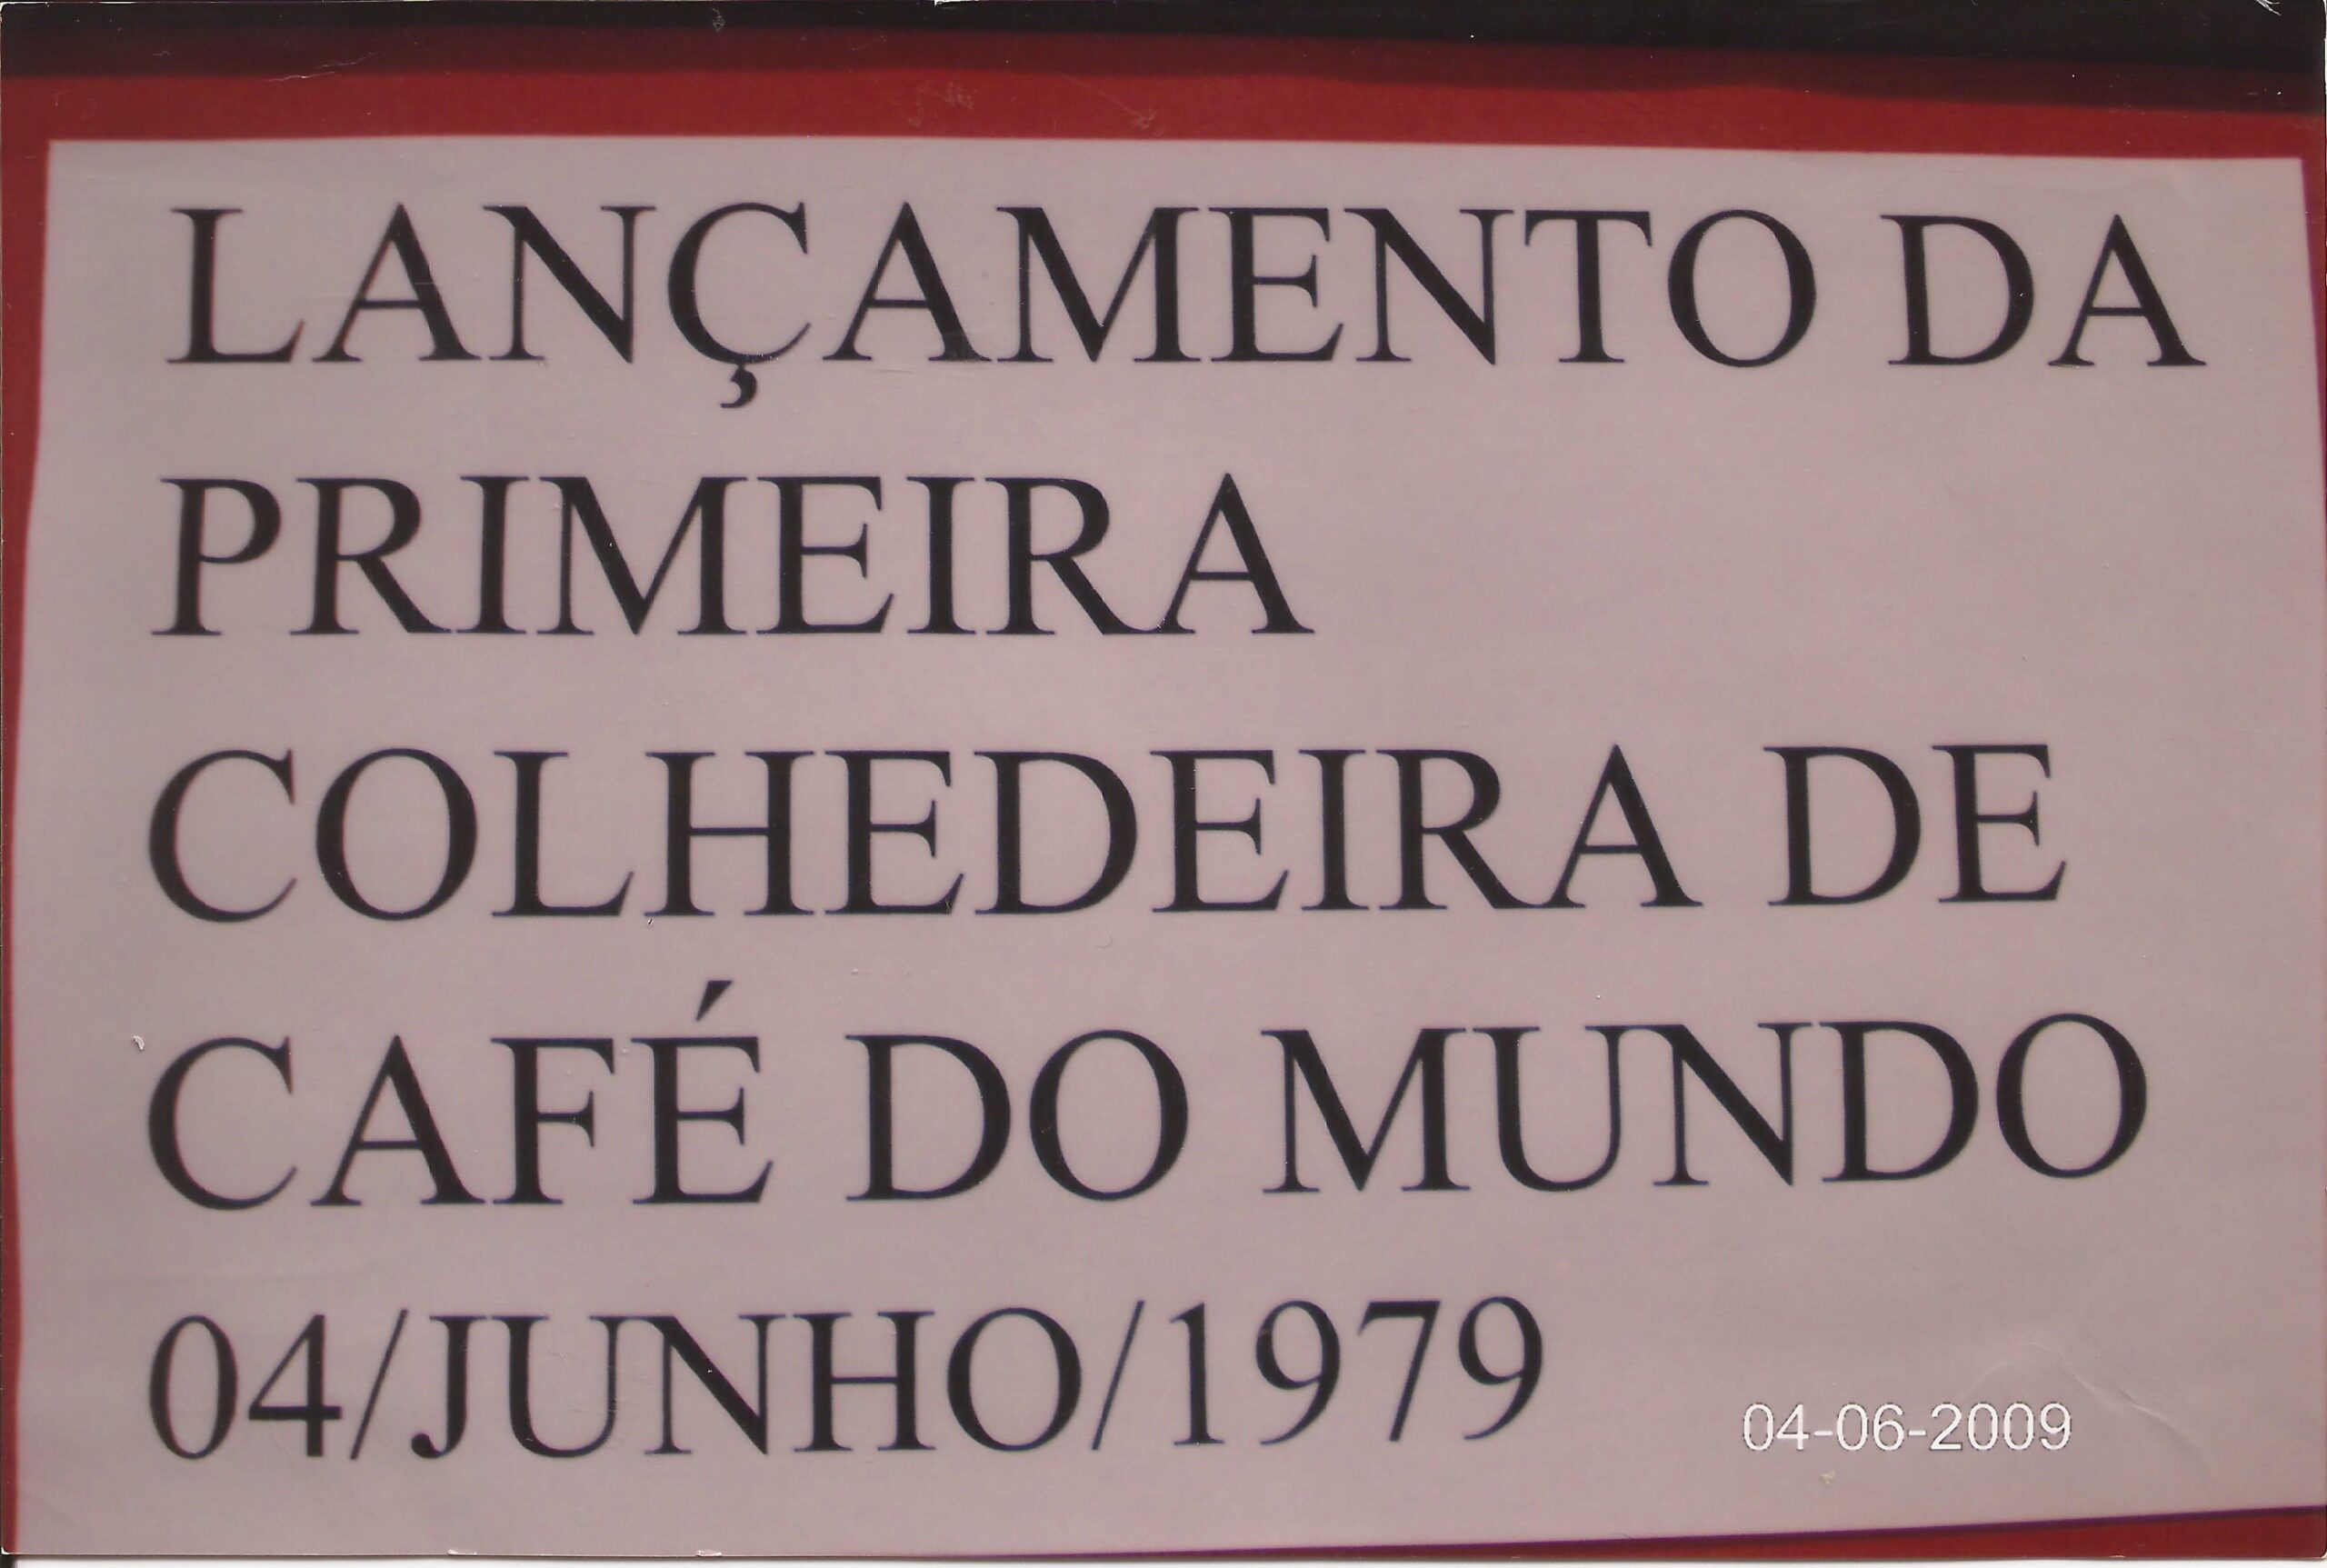 LANÇAMENTO DA
PRIMEIRA
COLHEDEIRA DE
CAFÉ DO MUNDO
04/JUNHO/1979
04-06-2009